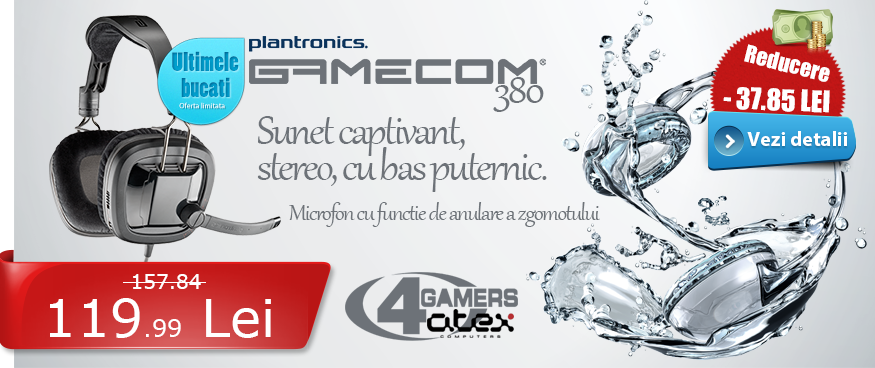 plantronics.
GAMECOM®
380
Ultimele
bucati
Oferta limitata
Sunet captivant,
stereo, cu bas puternic.
Microfon cu functie de anulare a zgomotului
Reducere
- 37.85 LEI
Vezi detalii
157.84
119.99 Lei
4GAMERS
atex
COMPUTERS